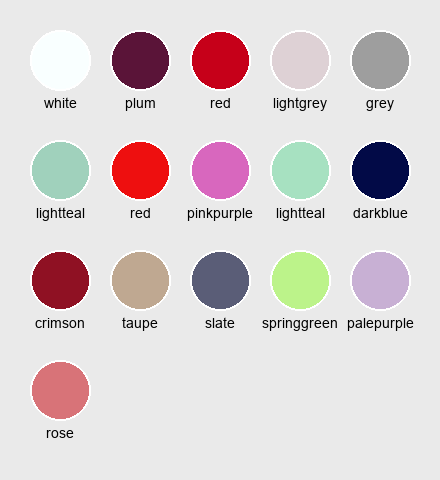 white plum red lightgrey grey
lightteal red pinkpurple lightteal darkblue
crimson taupe slate springgreen palepurple
rose